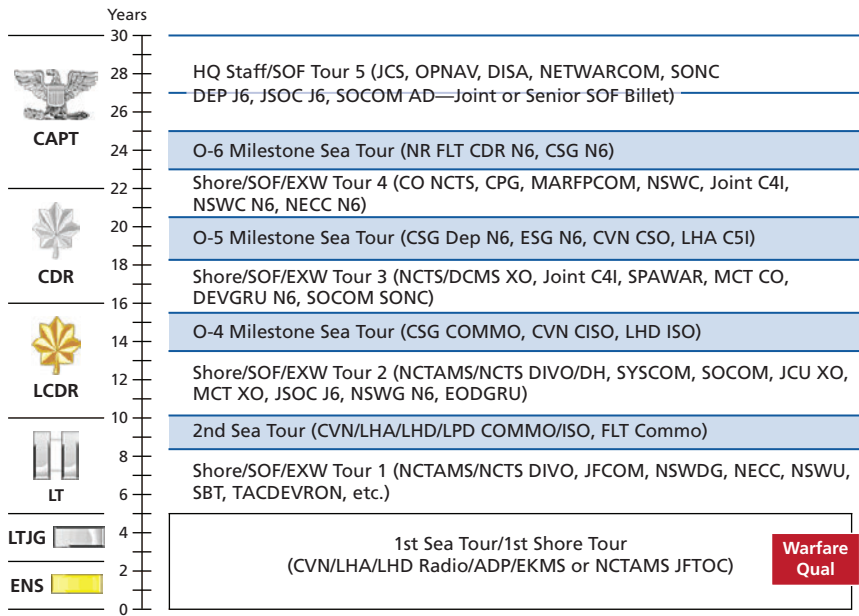 Years
30
28
26
24
22
20
18
16
14
12
10
8
6
4
2
0
CAPT
CDR
LCDR
LT
LTJG
ENS
HQ Staff/SOF Tour 5 (JCS, OPNAV, DISA, NETWARCOM, SONC
DEP J6, JSOC J6, SOCOM AD—Joint or Senior SOF Billet)
O-6 Milestone Sea Tour (NR FLT CDR N6, CSG N6)
Shore/SOF/EXW Tour 4 (CO NCTS, CPG, MARFPCOM, NSWC, Joint C4I,
NSWC N6, NECC N6)
O-5 Milestone Sea Tour (CSG Dep N6, ESG N6, CVN CSO, LHA C5I)
Shore/SOF/EXW Tour 3 (NCTS/DCMS XO, Joint C4I, SPAWAR, MCT CO,
DEVGRU N6, SOCOM SONC)
O-4 Milestone Sea Tour (CSG COMMO, CVN CISO, LHD ISO)
Shore/SOF/EXW Tour 2 (NCTAMS/NCTS DIVO/DH, SYSCOM, SOCOM, JCU XO,
MCT XO, JSOC J6, NSWG N6, EODGRU)
2nd Sea Tour (CVN/LHA/LHD/LPD COMMO/ISO, FLT Commo)
Shore/SOF/EXW Tour 1 (NCTAMS/NCTS DIVO, JFCOM, NSWDG, NECC, NSWU,
SBT, TACDEVRON, etc.)
1st Sea Tour/1st Shore Tour
(CVN/LHA/LHD Radio/ADP/EKMS or NCTAMS JFTOC)
Warfare
Qual